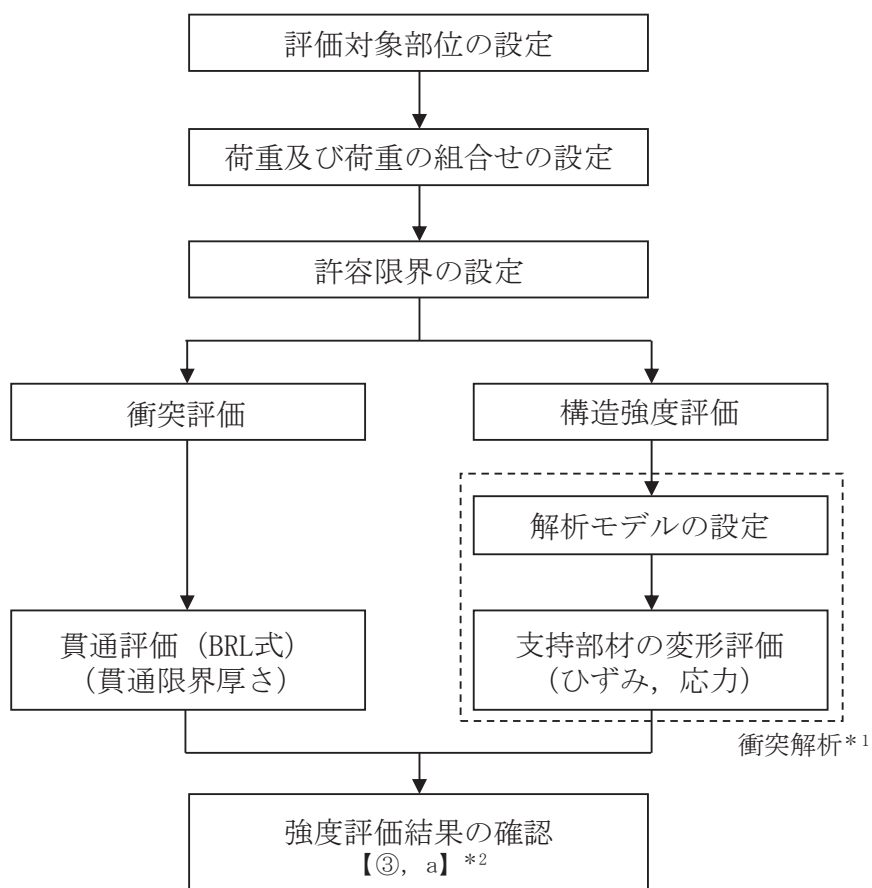 評価対象部位の設定
荷重及び荷重の組合せの設定
許容限界の設定
衝突評価
構造強度評価
解析モデルの設定
貫通評価（BRL式）
（貫通限界厚さ）
支持部材の変形評価
（ひずみ，応力）
衝突解析*1
強度評価結果の確認
【③，a】*2